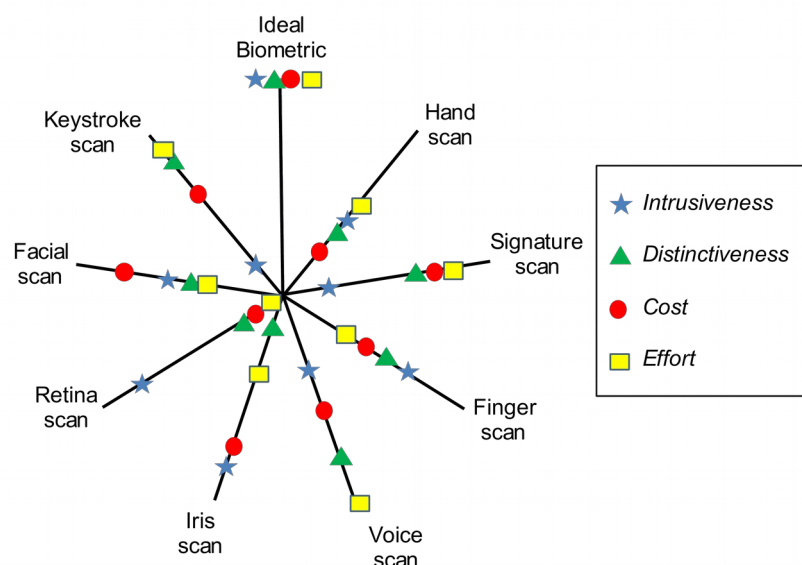 Ideal
Biometric
Keystroke
scan
Hand
scan
Facial
scan
Signature
scan
Retina
scan
Finger
scan
Iris
scan
Voice
scan
Intrusiveness
Distinctiveness
Cost
Effort